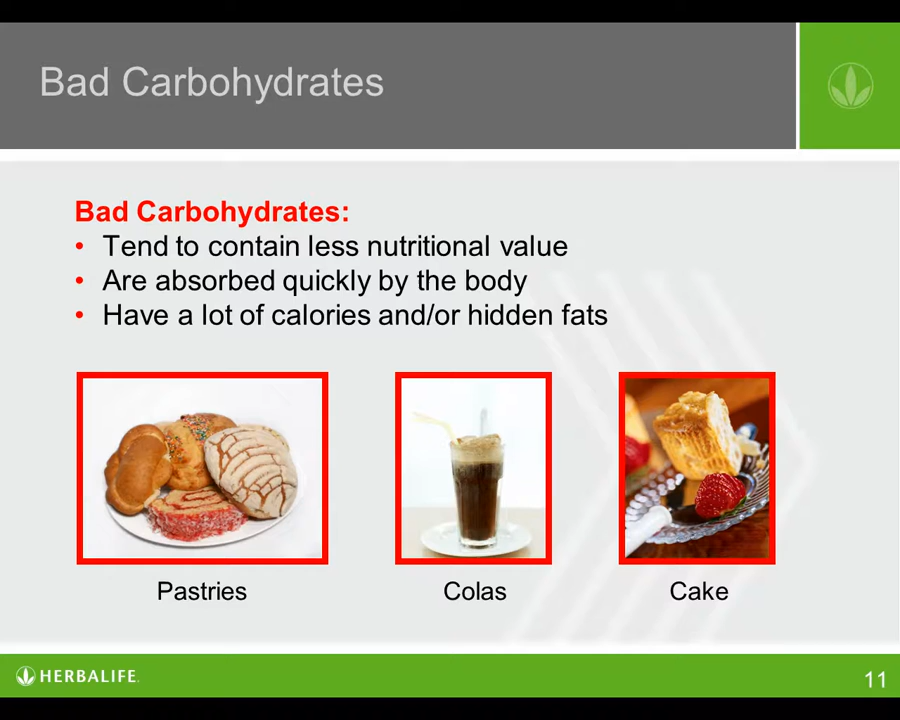 Bad Carbohydrates
Bad Carbohydrates:
• Tend to contain less nutritional value
• Are absorbed quickly by the body
• Have a lot of calories and/or hidden fats
Pastries
Colas
Cake
HERBALIFE.
11